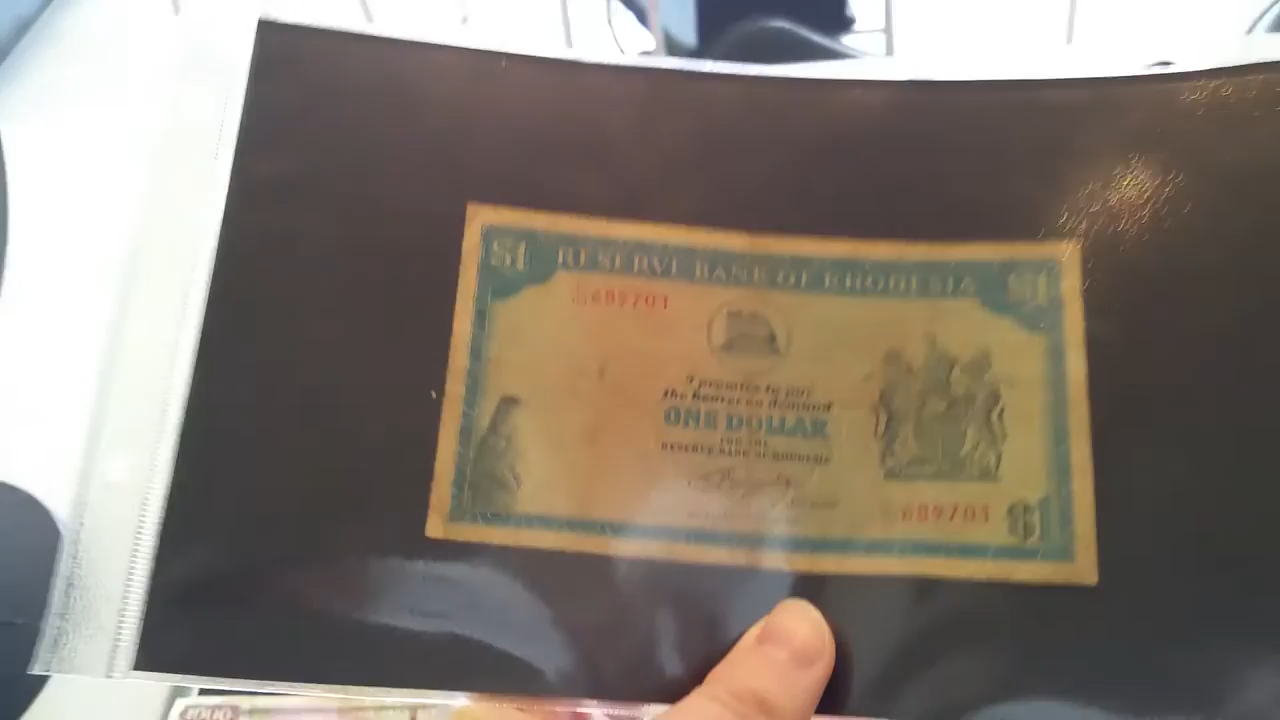 $1 RESERVE BANK OF RHODESIA $1
689701
I promise to pay
the bearer on demand
ONE DOLLAR
FOR THE
RESERVE BANK OF RHODESIA
689701 $1
1000